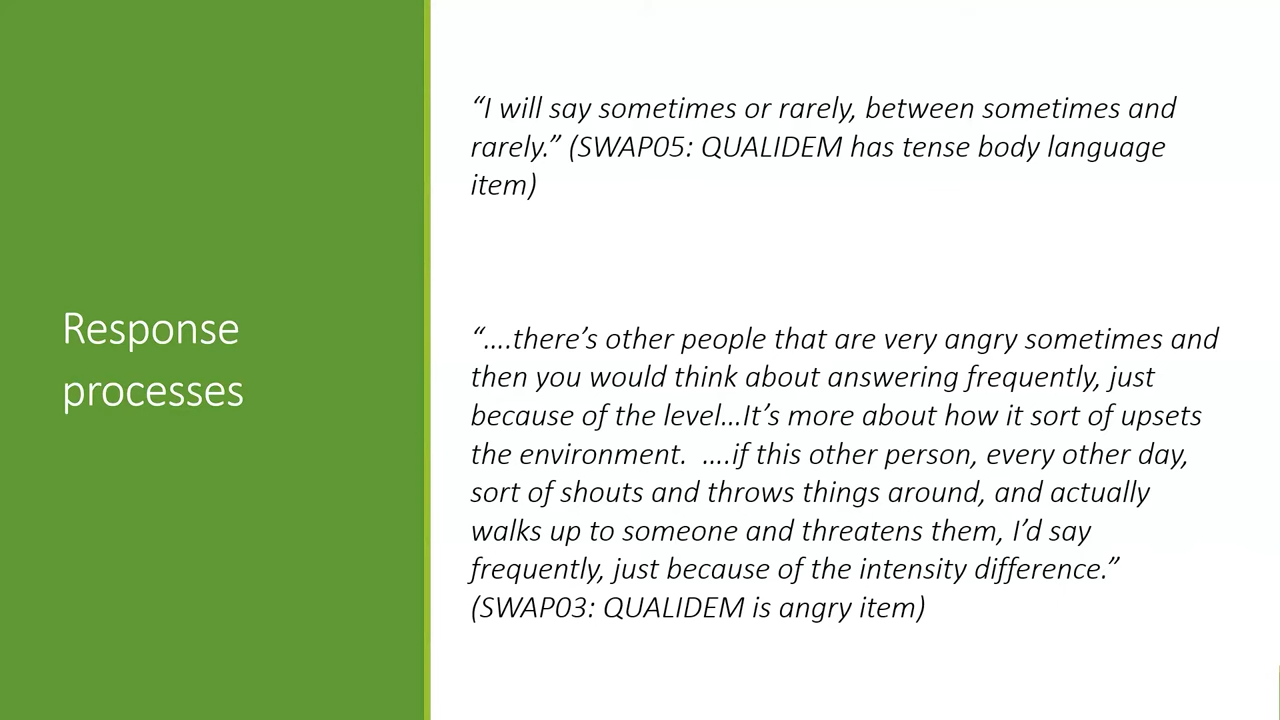 Response
processes
“I will say sometimes or rarely, between sometimes and
rarely.” (SWAP05: QUALIDEM has tense body language
item)
“....there’s other people that are very angry sometimes and
then you would think about answering frequently, just
because of the level...It’s more about how it sort of upsets
the environment.  ....if this other person, every other day,
sort of shouts and throws things around, and actually
walks up to someone and threatens them, I’d say
frequently, just because of the intensity difference.”
(SWAP03: QUALIDEM is angry item)